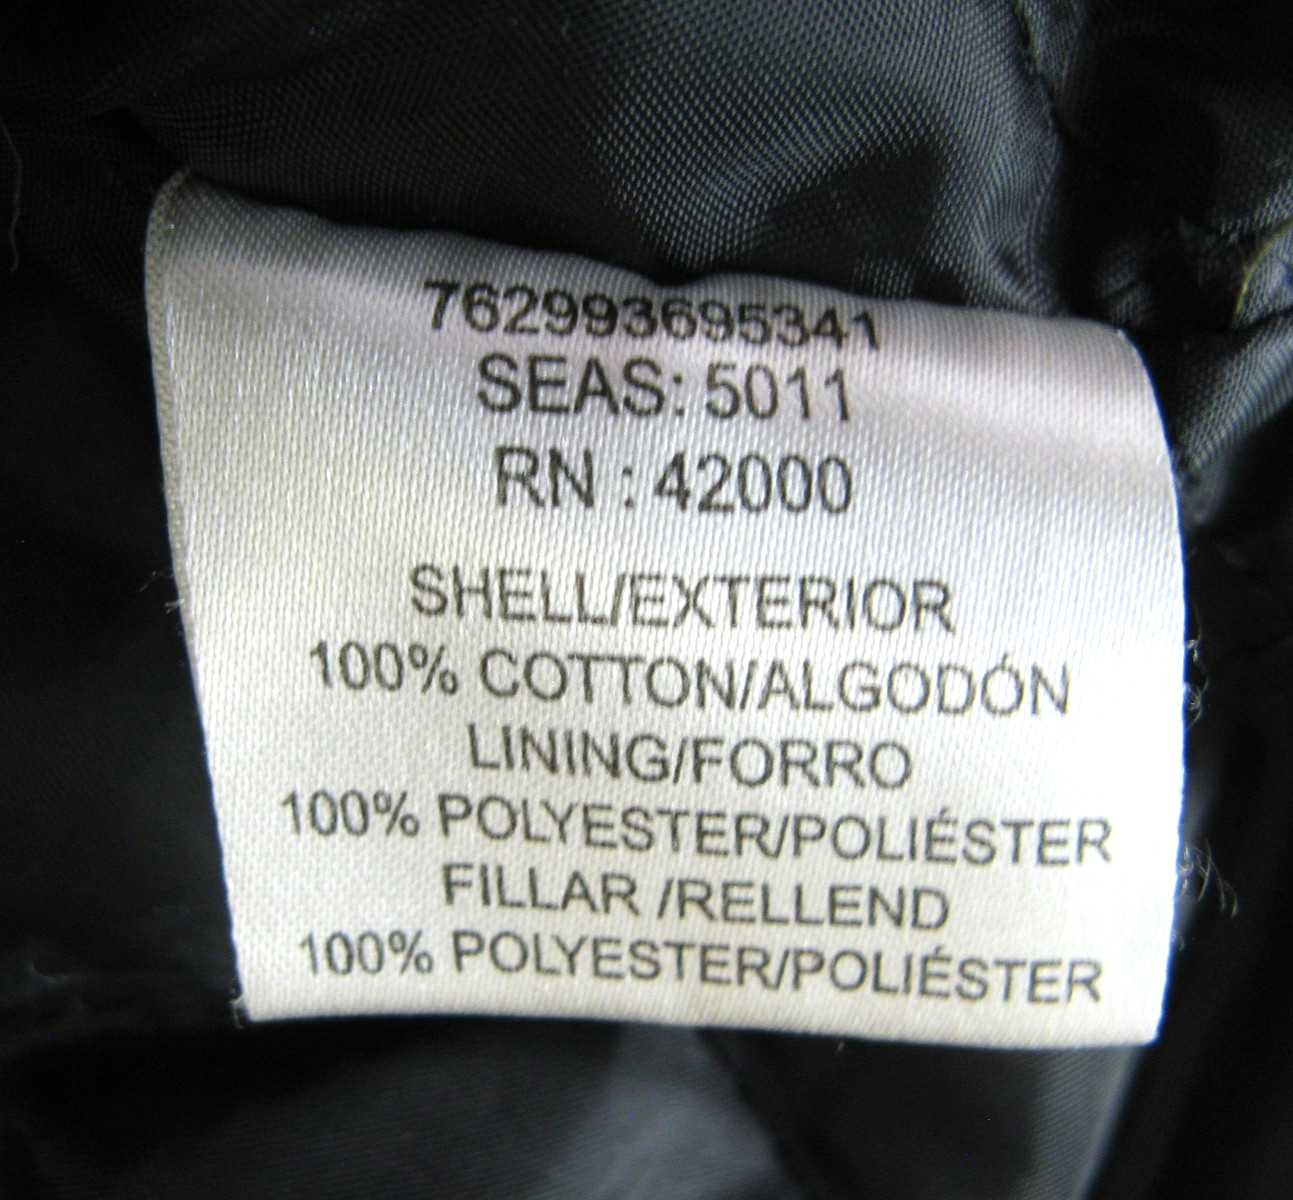 762993695341
SEAS: 5011
RN : 42000
SHELL/EXTERIOR
100% COTTON/ALGODÓN
LINING/FORRO
100% POLYESTER/POLIÉSTER
FILLAR /RELLEND
100% POLYESTER/POLIÉSTER